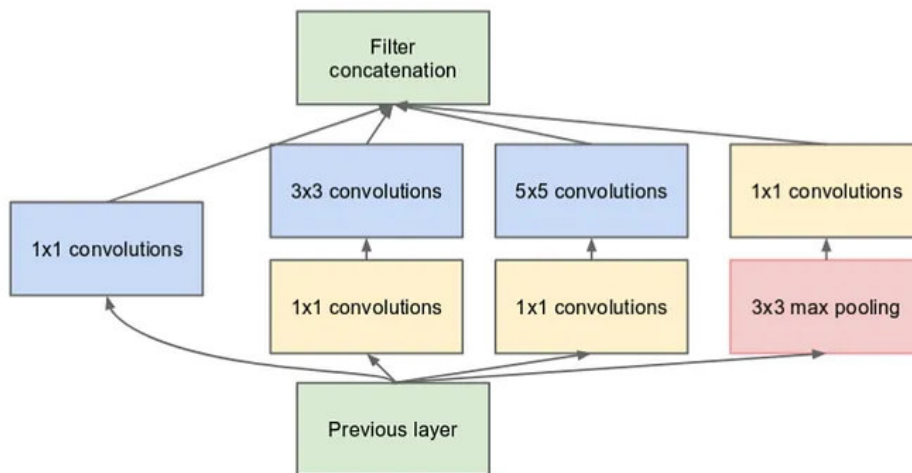 Filter
concatenation
3x3 convolutions
5x5 convolutions
1x1 convolutions
1x1 convolutions
1x1 convolutions
1x1 convolutions
3x3 max pooling
Previous layer